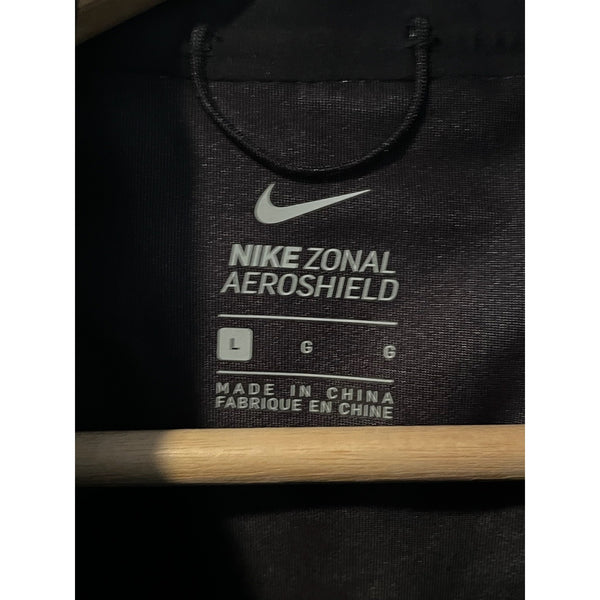 NIKE ZONAL
AEROSHIELD
L G G
MADE IN CHINA
FABRIQUE EN CHINE